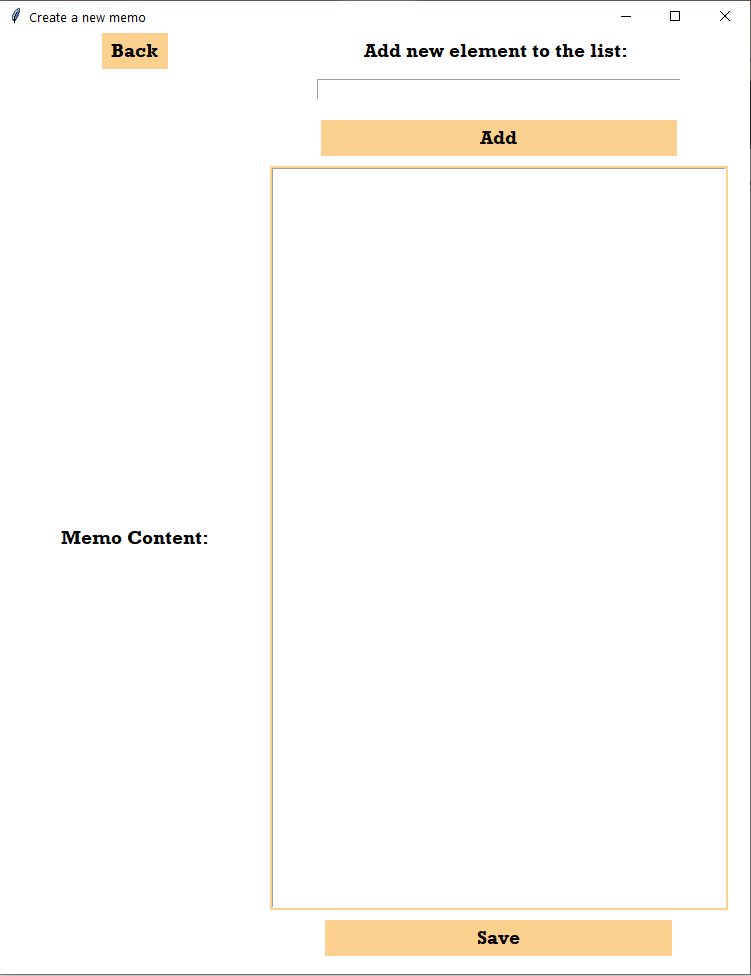 Create a new memo
Back
Add new element to the list:
Add
Memo Content:
Save